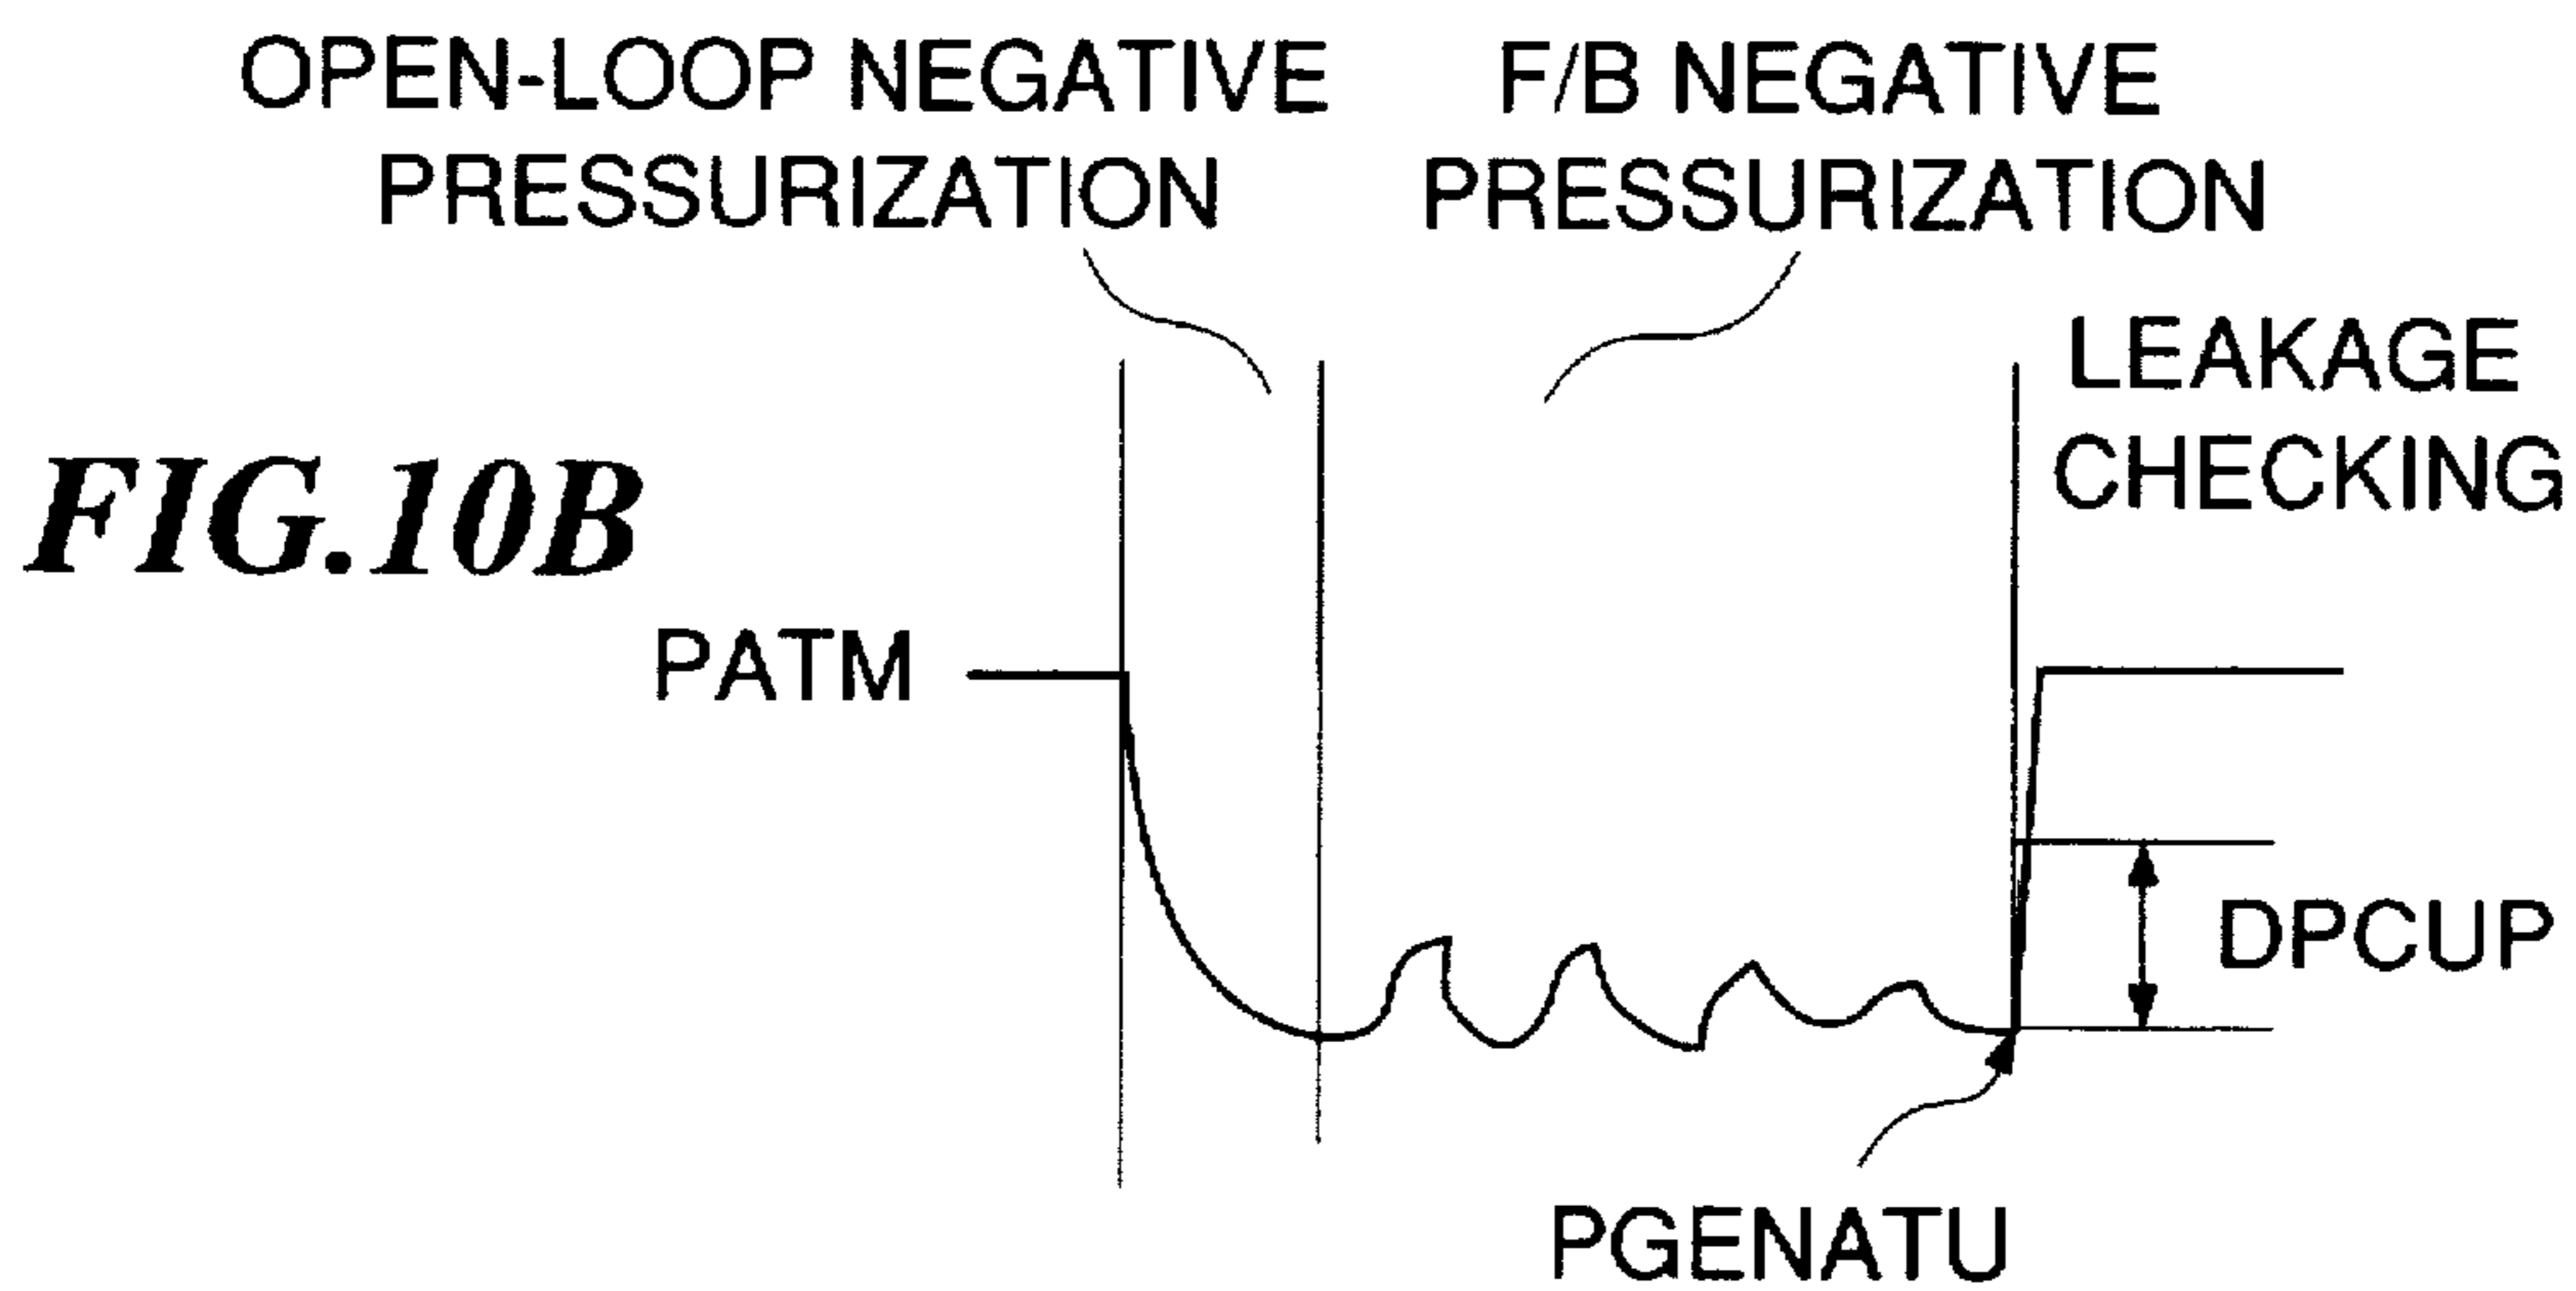 OPEN-LOOP NEGATIVE
PRESSURIZATION
F/B NEGATIVE
PRESSURIZATION
LEAKAGE
CHECKING
FIG.10B
PATM
DPCUP
PGENATU